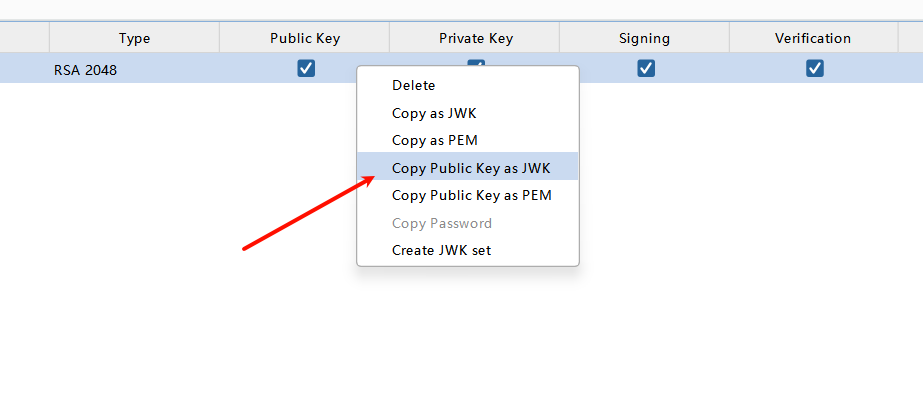 Type Public Key Private Key Signing Verification
RSA 2048
Delete
Copy as JWK
Copy as PEM
Copy Public Key as JWK
Copy Public Key as PEM
Copy Password
Create JWK set